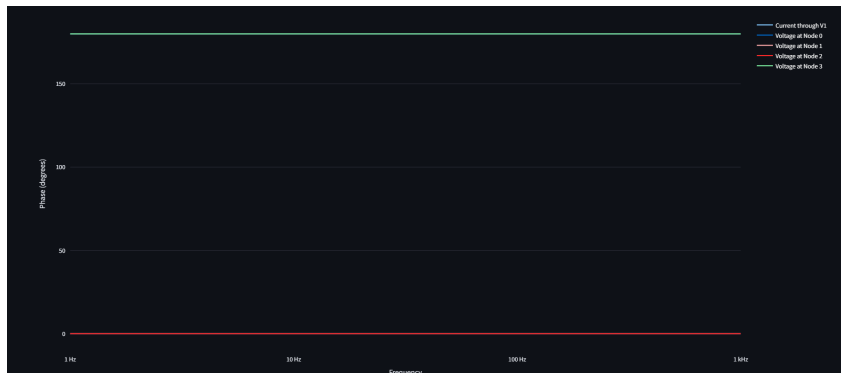 Current through V1
Voltage at Node 0
Voltage at Node 1
Voltage at Node 2
Voltage at Node 3
150
100
50
0
Phase (degrees)
1 Hz
10 Hz
100 Hz
1 kHz
Frequency